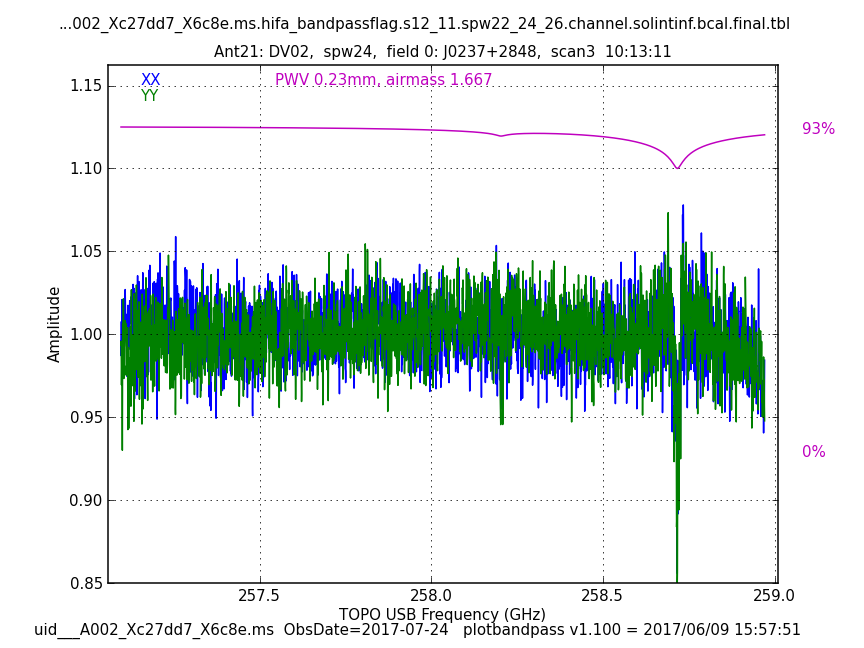 ...002_Xc27dd7_X6c8e.ms.hifa_bandpassflag.s12_11.spw22_24_26.channel.solintinf.bcal.final.tbl
Ant21: DV02, spw24, field 0: J0237+2848, scan3 10:13:11
XX
PWV 0.23mm, airmass 1.667
YY
1.15
93%
1.10
1.05
1.00
Amplitude
0.95
0%
0.90
0.85
257.5
258.0
258.5
259.0
TOPO USB Frequency (GHz)
uid___A002_Xc27dd7_X6c8e.ms ObsDate=2017-07-24 plotbandpass v1.100 = 2017/06/09 15:57:51